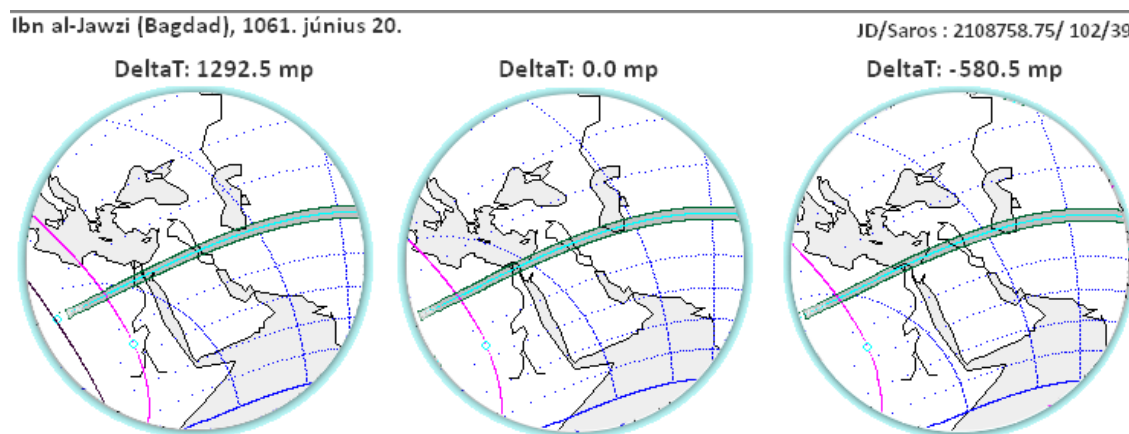 Ibn al-Jawzi (Bagdad), 1061. június 20.
JD/Saros : 2108758.75/ 102/39
DeltaT: 1292.5 mp
DeltaT: 0.0 mp
DeltaT: -580.5 mp